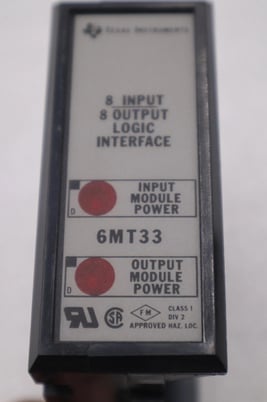 TEXAS INSTRUMENTS
8 INPUT
8 OUTPUT
LOGIC
INTERFACE
INPUT
MODULE
POWER
D
6MT33
OUTPUT
MODULE
POWER
D
FM
APPROVED
CLASS I
DIV 2
HAZ. LOC.